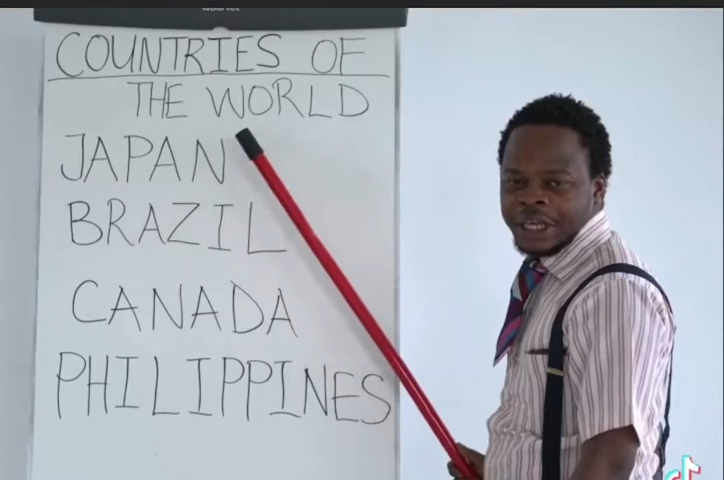 COUNTRIES OF
THE WORLD
JAPAN
BRAZIL
CANADA
PHILIPPINES